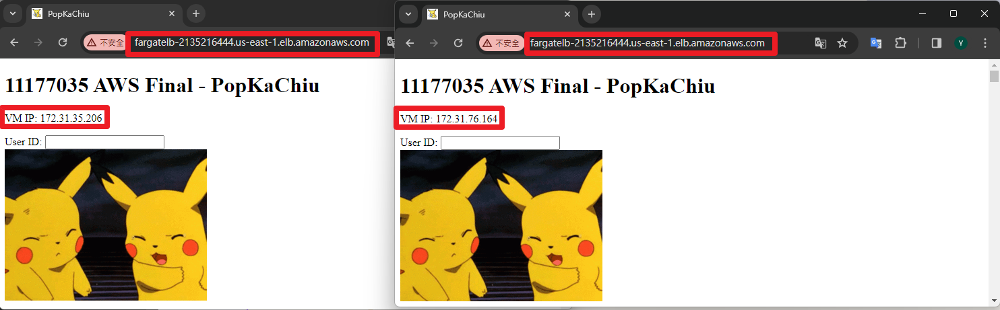 PopKaChiu
不安全
fargatelb-2135216444.us-east-1.elb.amazonaws.com
11177035 AWS Final - PopKaChiu
VM IP: 172.31.35.206
User ID:
PopKaChiu
不安全
fargatelb-2135216444.us-east-1.elb.amazonaws.com
Y
11177035 AWS Final - PopKaChiu
VM IP: 172.31.76.164
User ID: